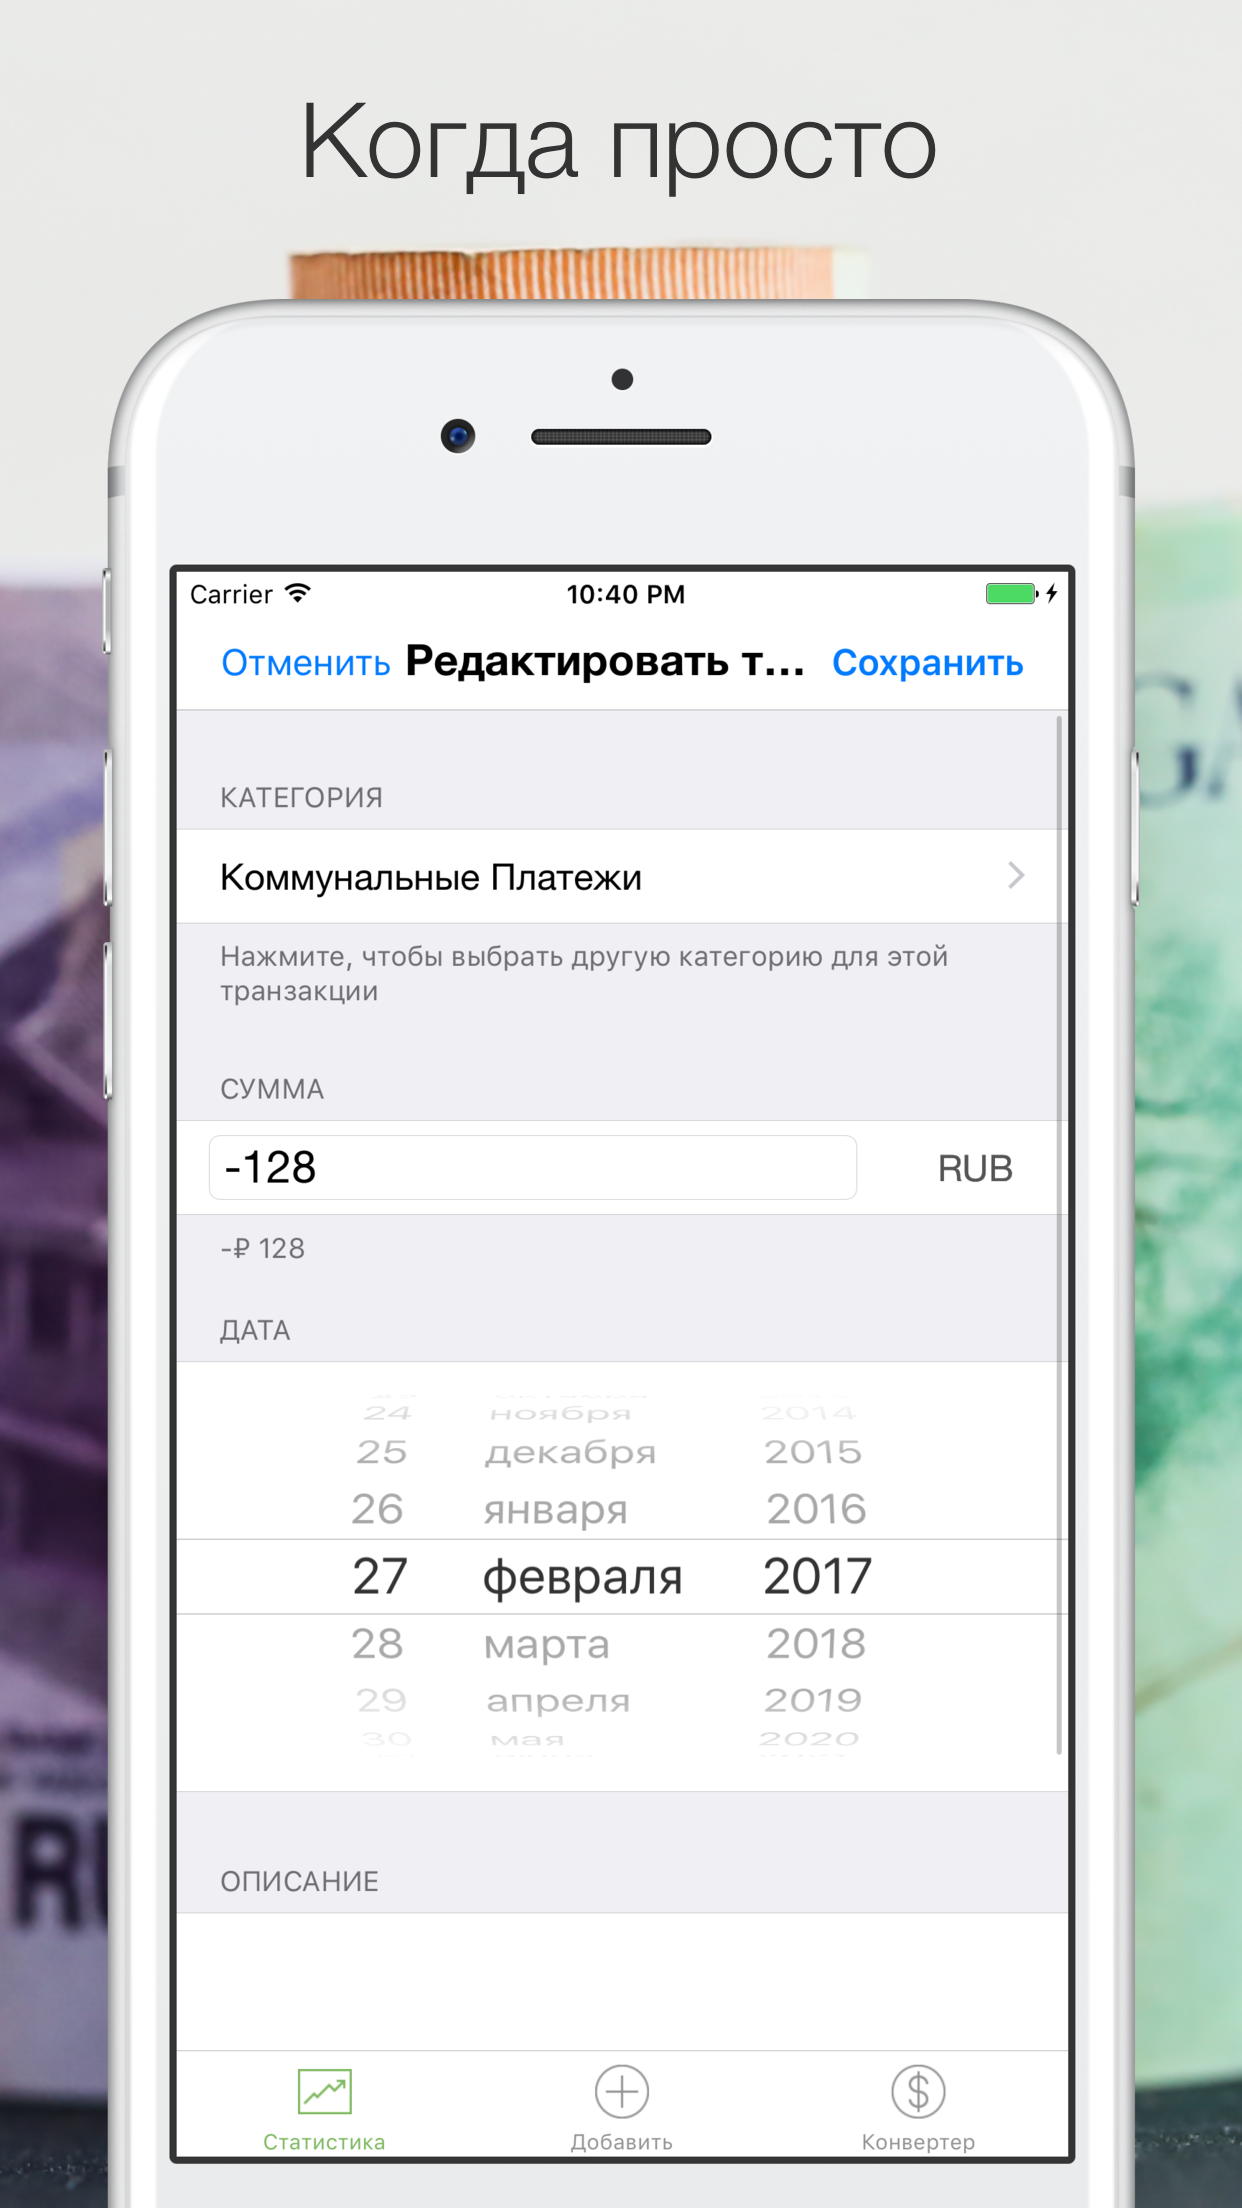 Когда просто
Carrier 10:40 PM
Отменить Редактировать т... Сохранить
КАТЕГОРИЯ
Коммунальные Платежи
Нажмите, чтобы выбрать другую категорию для этой
транзакции
СУММА
-128 RUB
-₽ 128
ДАТА
24 ноября 2014
25 декабря 2015
26 января 2016
27 февраля 2017
28 марта 2018
29 апреля 2019
30 мая 2020
ОПИСАНИЕ
Статистика Добавить Конвертер